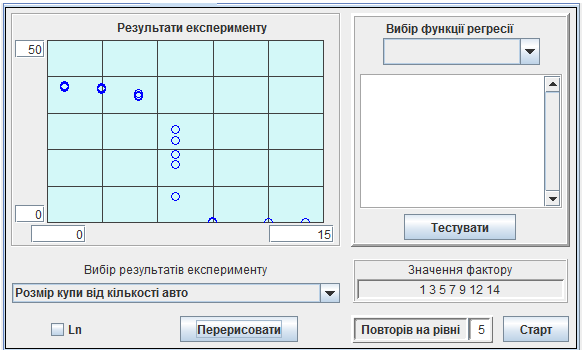 Результати експерименту
50
0
0
15
Вибір функції регресії
Тестувати
Вибір результатів експерименту
Розмір купи від кількості авто
Значення фактору
1 3 5 7 9 12 14
Ln
Перерисовати
Повторів на рівні
5
Старт